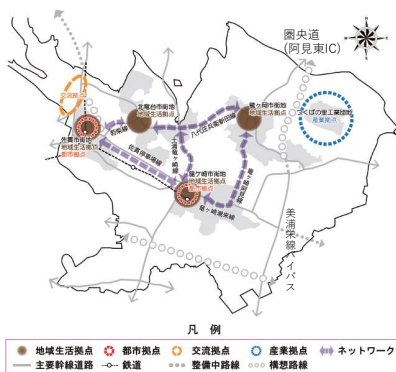 圏央道
(阿見東IC)
交流拠点
北竜台市街地
地域生活拠点
竜ヶ岡市街地
地域生活拠点
つくばの里工業団地
産業拠点
佐貫市街地
地域生活拠点
都市拠点
八代庄兵衛新田線
佐貫停車場線
龍ケ崎市街地
地域生活拠点
都市拠点
竜ヶ崎潮来線
竜ヶ崎阿見線
美浦栄線バイパス
凡 例
地域生活拠点 都市拠点 交流拠点 産業拠点 ネットワーク
主要幹線道路 鉄道 整備中路線 構想路線